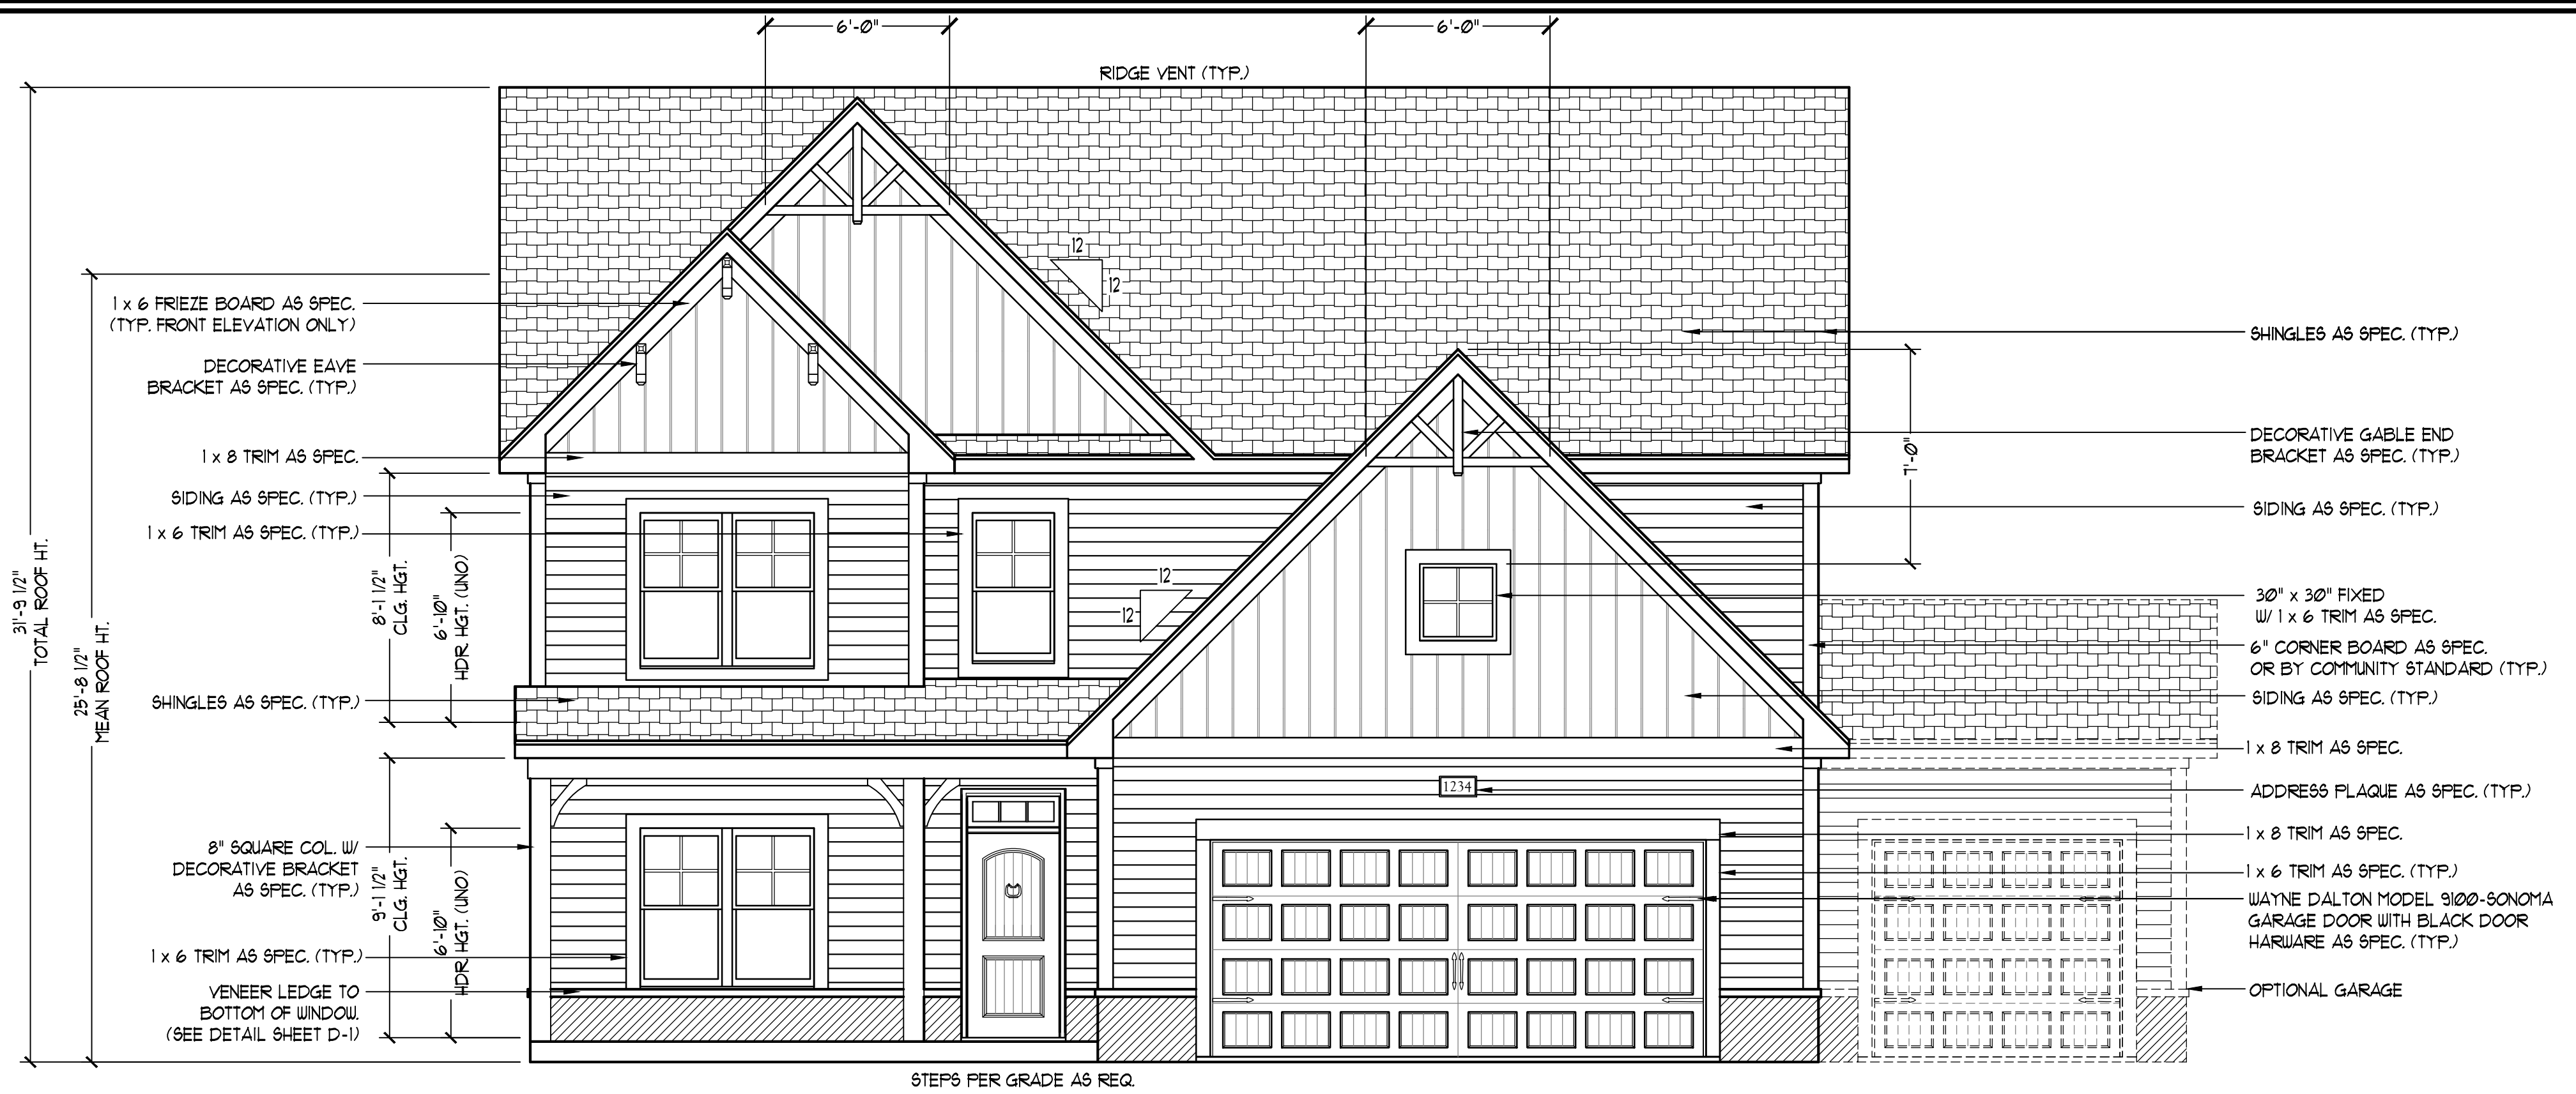 6'-0"
6'-0"
RIDGE VENT (TYP.)
12
12
1 x 6 FRIEZE BOARD AS SPEC.
(TYP. FRONT ELEVATION ONLY)
DECORATIVE EAVE
BRACKET AS SPEC. (TYP.)
1 x 8 TRIM AS SPEC.
SIDING AS SPEC. (TYP.)
1 x 6 TRIM AS SPEC. (TYP.)
31'-9 1/2"
TOTAL ROOF HT.
25'-8 1/2"
MEAN ROOF HT.
8'-1 1/2"
CLG. HGT.
6'-10"
HDR HGT. (UNO)
12
12
SHINGLES AS SPEC. (TYP.)
8" SQUARE COL. W/
DECORATIVE BRACKET
AS SPEC. (TYP.)
9'-1 1/2"
CLG. HGT.
6'-10"
HDR. HGT. (UNO)
1 x 6 TRIM AS SPEC. (TYP.)
VENEER LEDGE TO
BOTTOM OF WINDOW.
(SEE DETAIL SHEET D-1)
1234
STEPS PER GRADE AS REQ.
SHINGLES AS SPEC. (TYP.)
DECORATIVE GABLE END
BRACKET AS SPEC. (TYP.)
7'-0"
SIDING AS SPEC. (TYP.)
30" x 30" FIXED
W/ 1 x 6 TRIM AS SPEC.
6" CORNER BOARD AS SPEC.
OR BY COMMUNITY STANDARD (TYP.)
SIDING AS SPEC. (TYP.)
1 x 8 TRIM AS SPEC.
ADDRESS PLAQUE AS SPEC. (TYP.)
1 x 8 TRIM AS SPEC.
1 x 6 TRIM AS SPEC. (TYP.)
WAYNE DALTON MODEL 9100-SONOMA
GARAGE DOOR WITH BLACK DOOR
HARWARE AS SPEC. (TYP.)
OPTIONAL GARAGE